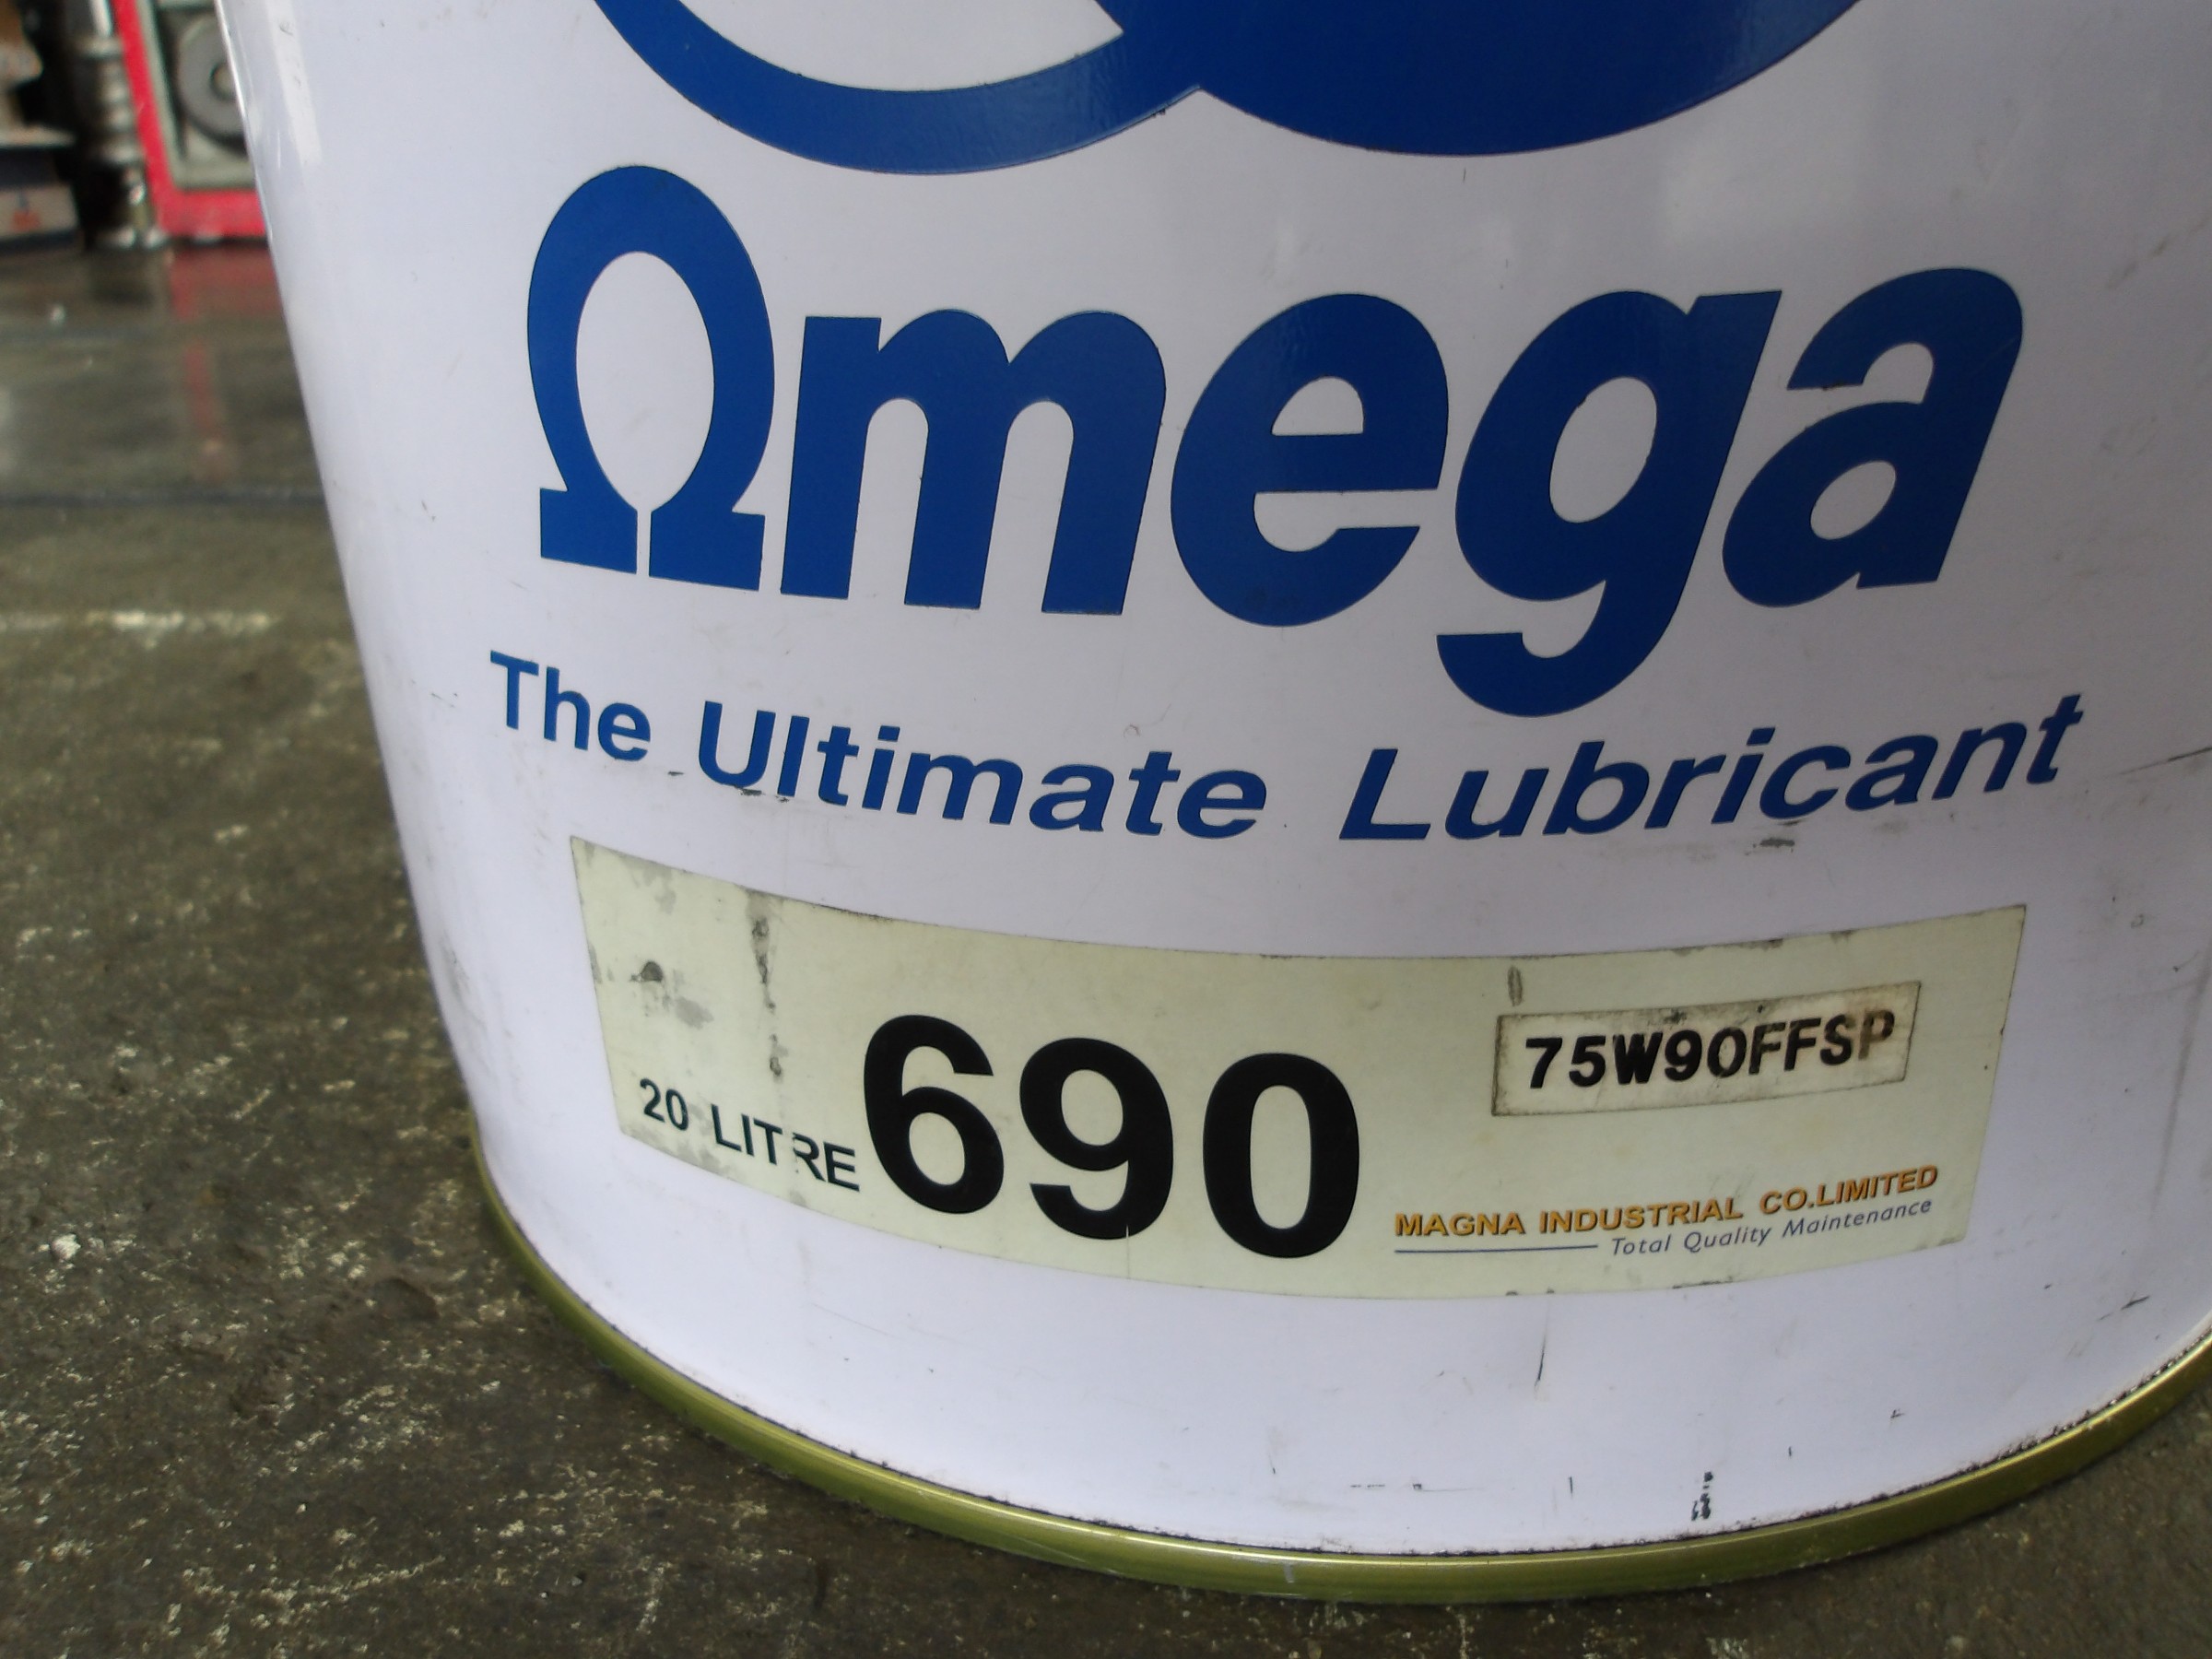 Ωmega
The Ultimate Lubricant
20 LITRE 690 75W90FFSP
MAGNA INDUSTRIAL CO.LIMITED
Total Quality Maintenance